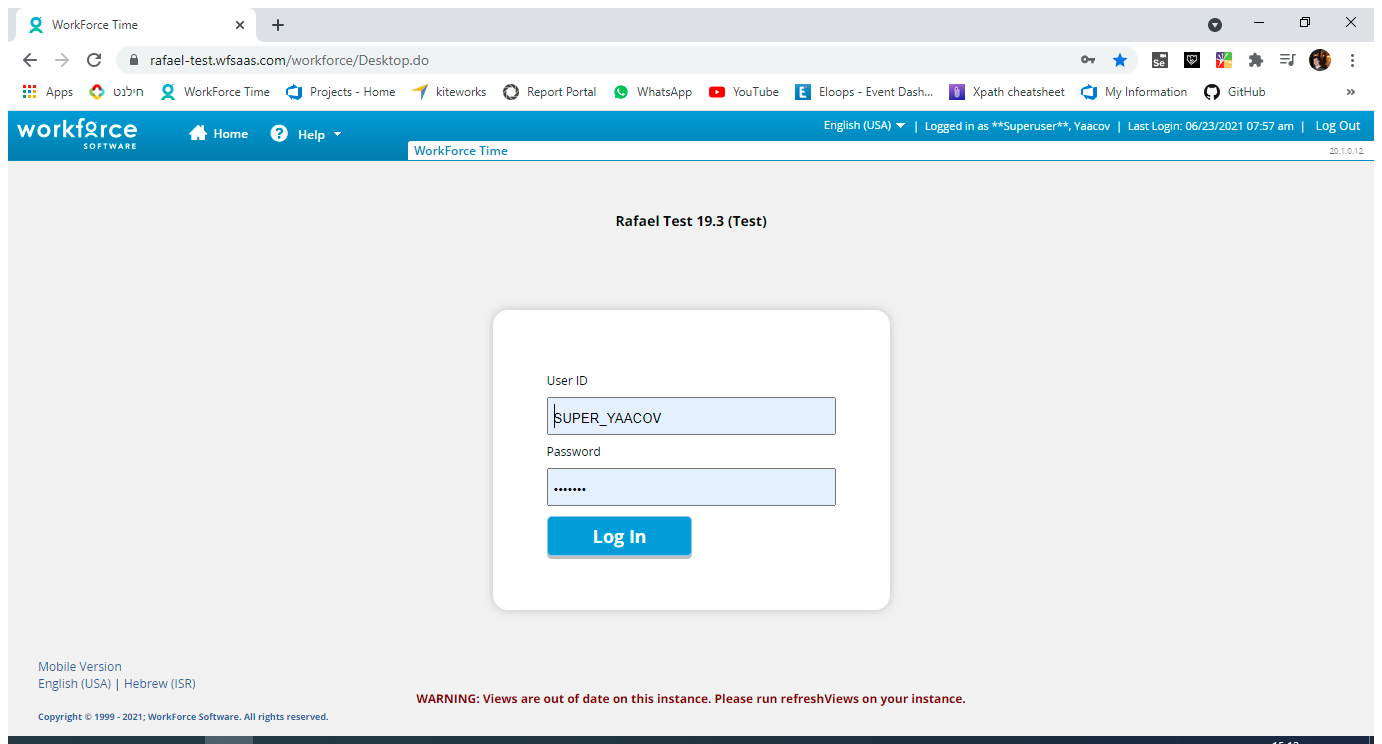 WorkForce Time
rafael-test.wfsaas.com/workforce/Desktop.do
Se
Apps חילנט WorkForce Time Projects - Home kiteworks Report Portal WhatsApp YouTube E Eloops - Event Dash... Xpath cheatsheet My Information GitHub »
workforce SOFTWARE Home ? Help English (USA) | Logged in as **Superuser**, Yaacov | Last Login: 06/23/2021 07:57 am | Log Out
WorkForce Time 20.1.0.12
Rafael Test 19.3 (Test)
User ID
SUPER_YAACOV
Password
•••••••
Log In
Mobile Version
English (USA) | Hebrew (ISR)
WARNING: Views are out of date on this instance. Please run refreshViews on your instance.
Copyright © 1999 - 2021; WorkForce Software. All rights reserved.